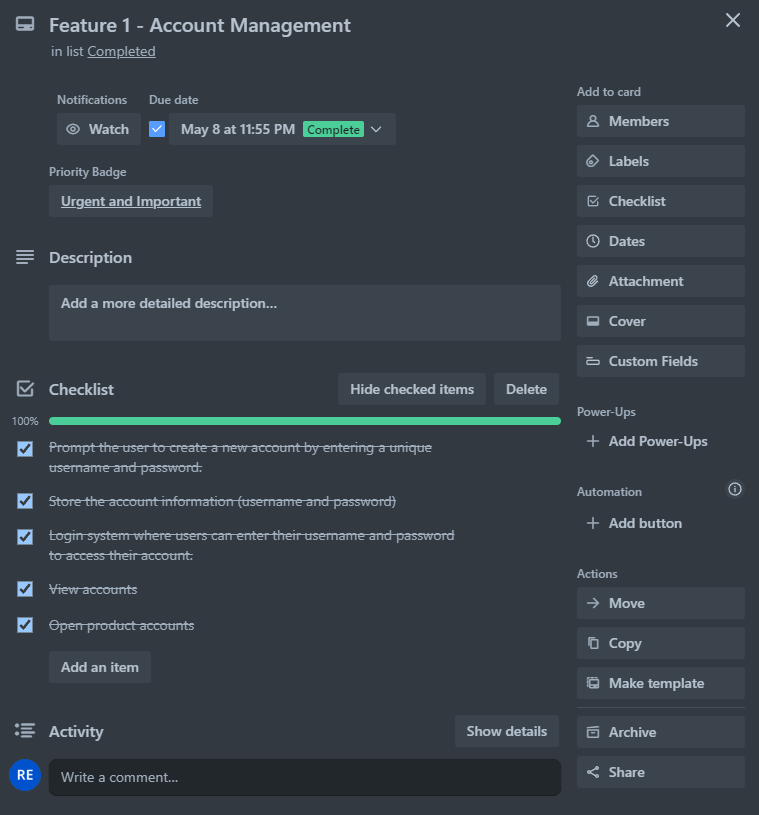 Feature 1 - Account Management
in list Completed
Notifications
Due date
Watch
May 8 at 11:55 PM Complete
Priority Badge
Urgent and Important
Description
Add a more detailed description...
Checklist
Hide checked items
Delete
100%
Prompt the user to create a new account by entering a unique
username and password.
Store the account information (username and password)
Login system where users can enter their username and password
to access their account.
View accounts
Open product accounts
Add an item
Activity
Show details
RE
Write a comment...
Add to card
Members
Labels
Checklist
Dates
Attachment
Cover
Custom Fields
Power-Ups
Add Power-Ups
Automation
Add button
Actions
Move
Copy
Make template
Archive
Share